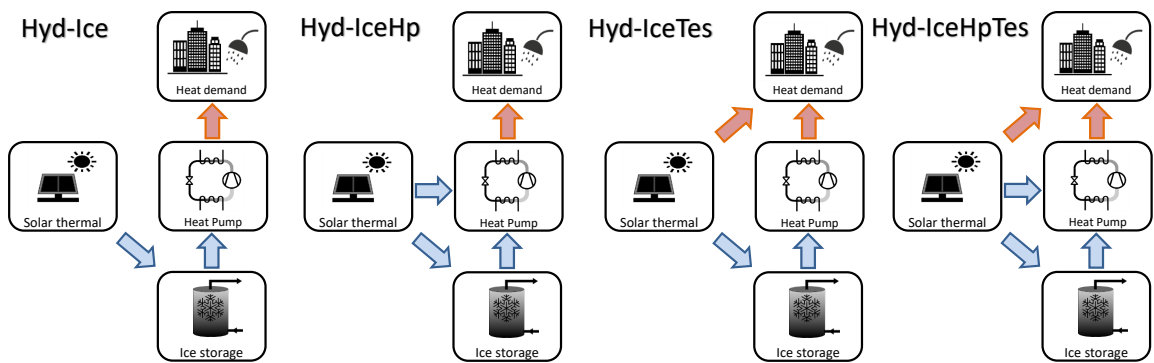 Hyd-Ice
Heat demand
Solar thermal
Heat Pump
Ice storage
Hyd-IceHp
Heat demand
Solar thermal
Heat Pump
Ice storage
Hyd-IceTes
Heat demand
Solar thermal
Heat Pump
Ice storage
Hyd-IceHpTes
Heat demand
Solar thermal
Heat Pump
Ice storage